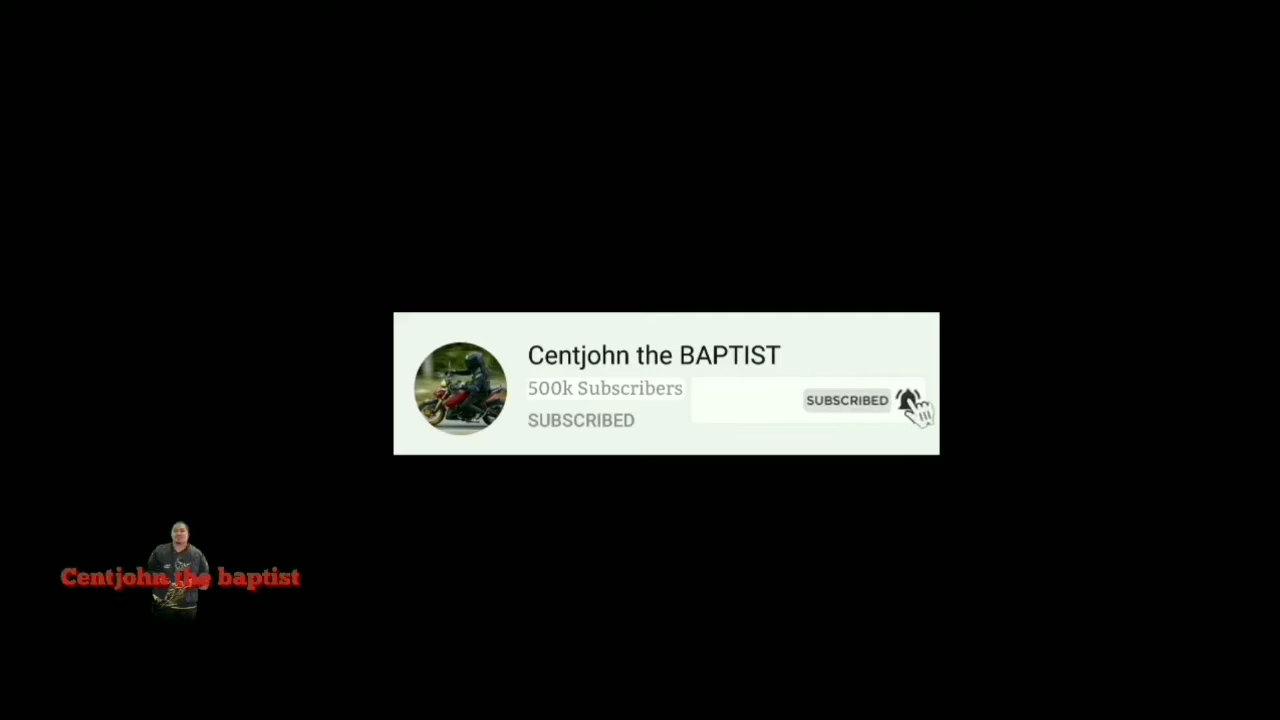 Centjohn the BAPTIST
500k Subscribers
SUBSCRIBED
SUBSCRIBED
Centjohn the baptist